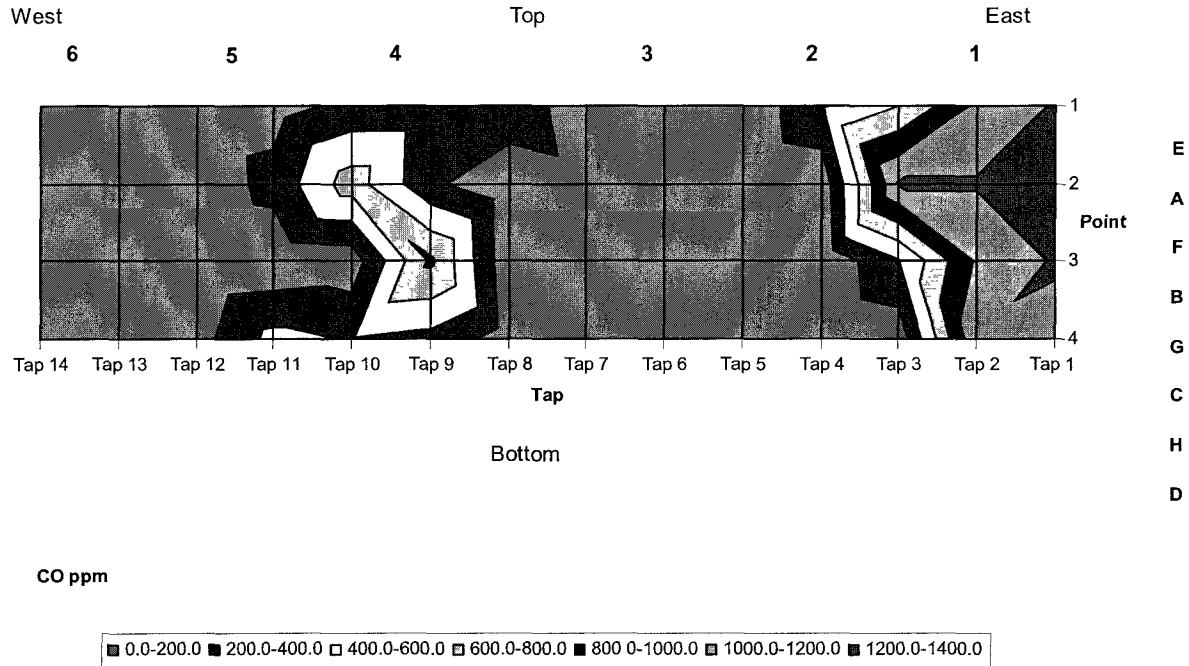 West Top East
6 5 4 3 2 1
1
E
2
A
Point
F
3
B
4
G
Tap 14 Tap 13 Tap 12 Tap 11 Tap 10 Tap 9 Tap 8 Tap 7 Tap 6 Tap 5 Tap 4 Tap 3 Tap 2 Tap 1
Tap
C
H
Bottom
D
CO ppm
0.0-200.0 200.0-400.0 400.0-600.0 600.0-800.0 800 0-1000.0 1000.0-1200.0 1200.0-1400.0